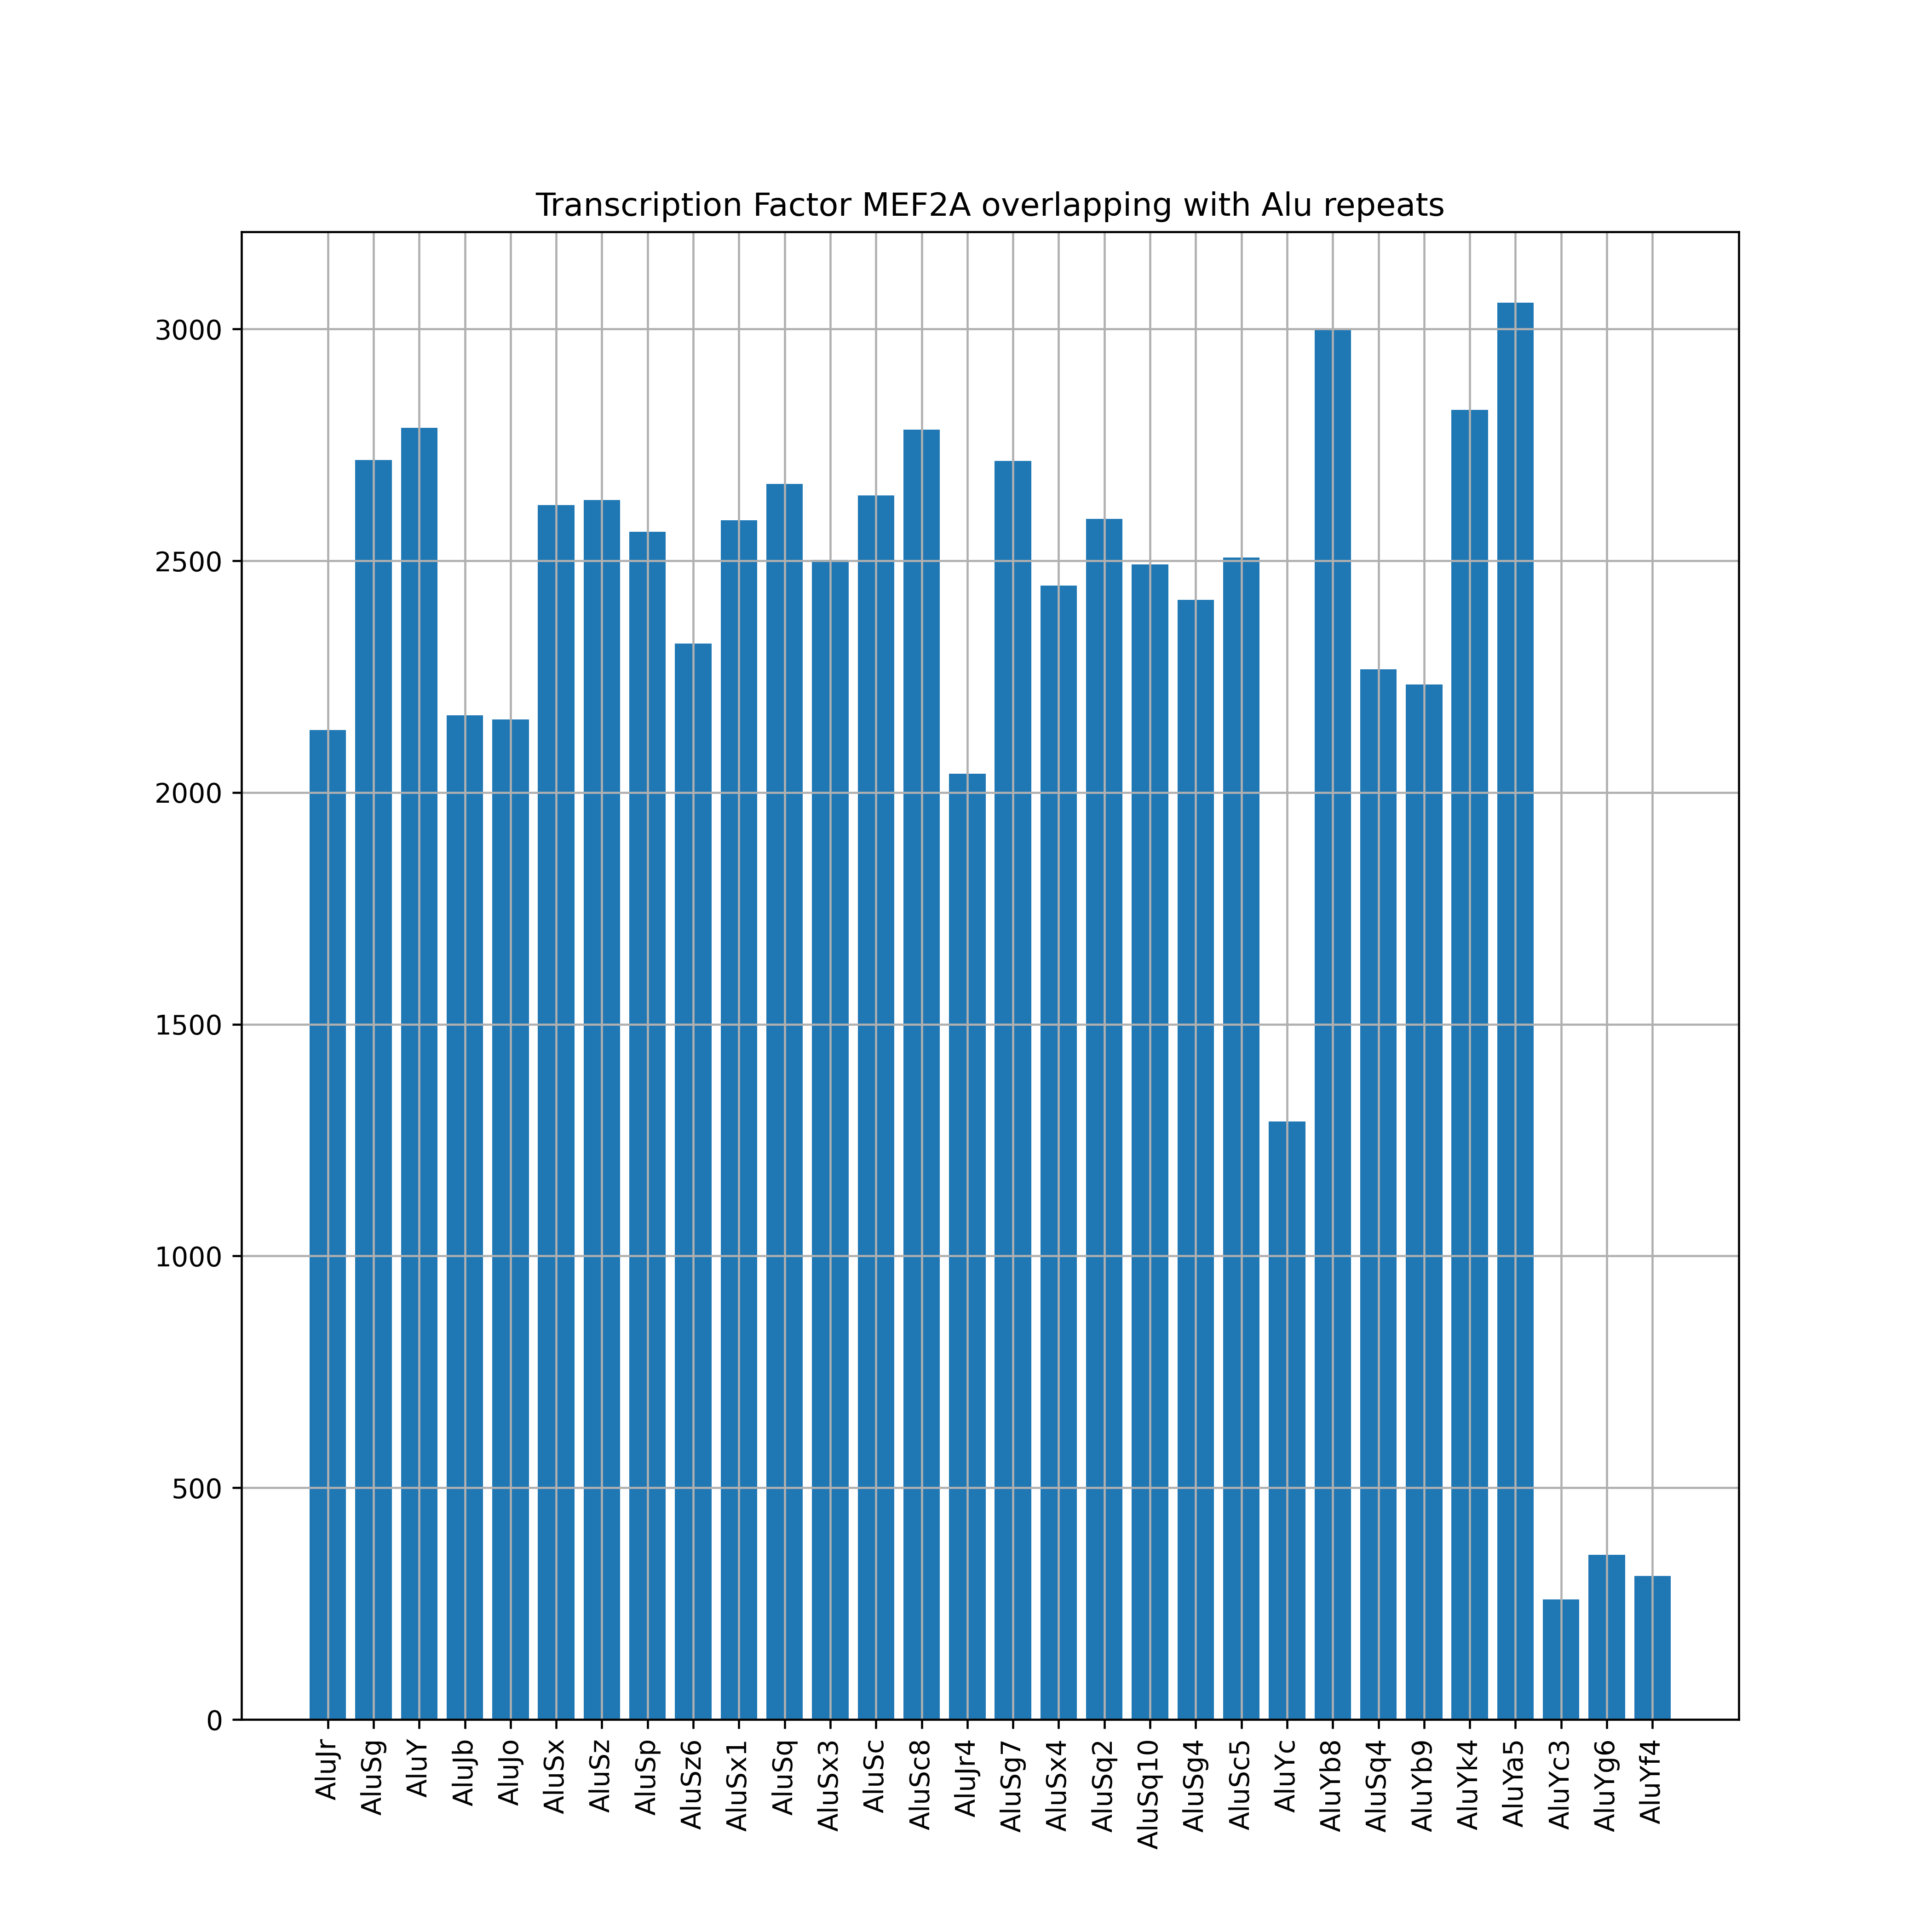 Transcription Factor MEF2A overlapping with Alu repeats
3000
2500
2000
1500
1000
500
0
AluJr
AluSg
AluY
AluJb
AluJo
AluSx
AluSz
AluSp
AluSz6
AluSx1
AluSq
AluSx3
AluSc
AluSc8
AluJr4
AluSg7
AluSx4
AluSq2
AluSq10
AluSg4
AluSc5
AluYc
AluYb8
AluSq4
AluYb9
AluYk4
AluYa5
AluYc3
AluYg6
AluYf4